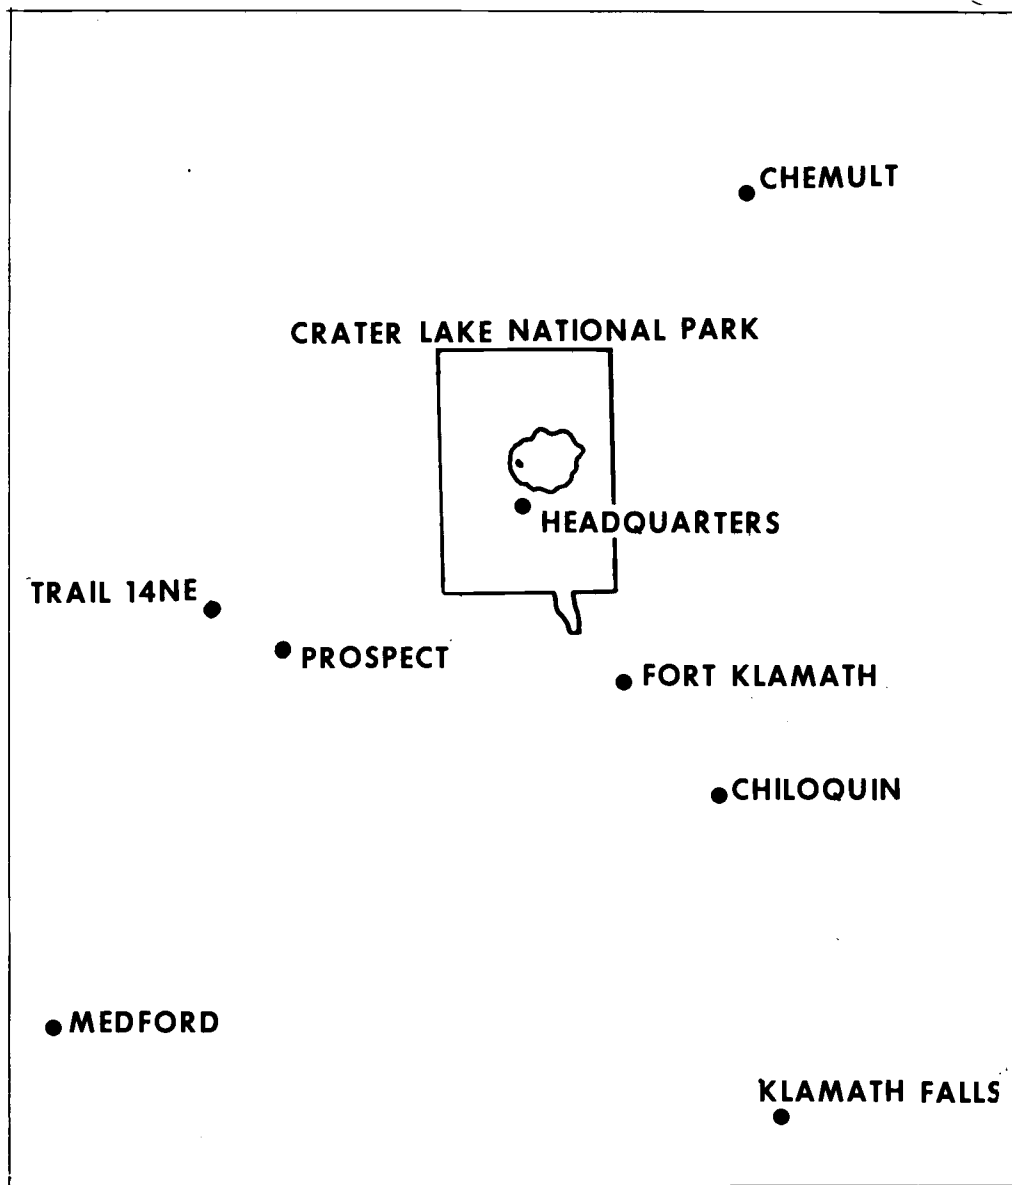 CHEMULT
CRATER LAKE NATIONAL PARK
HEADQUARTERS
TRAIL 14NE
PROSPECT
FORT KLAMATH
CHILOQUIN
MEDFORD
KLAMATH FALLS